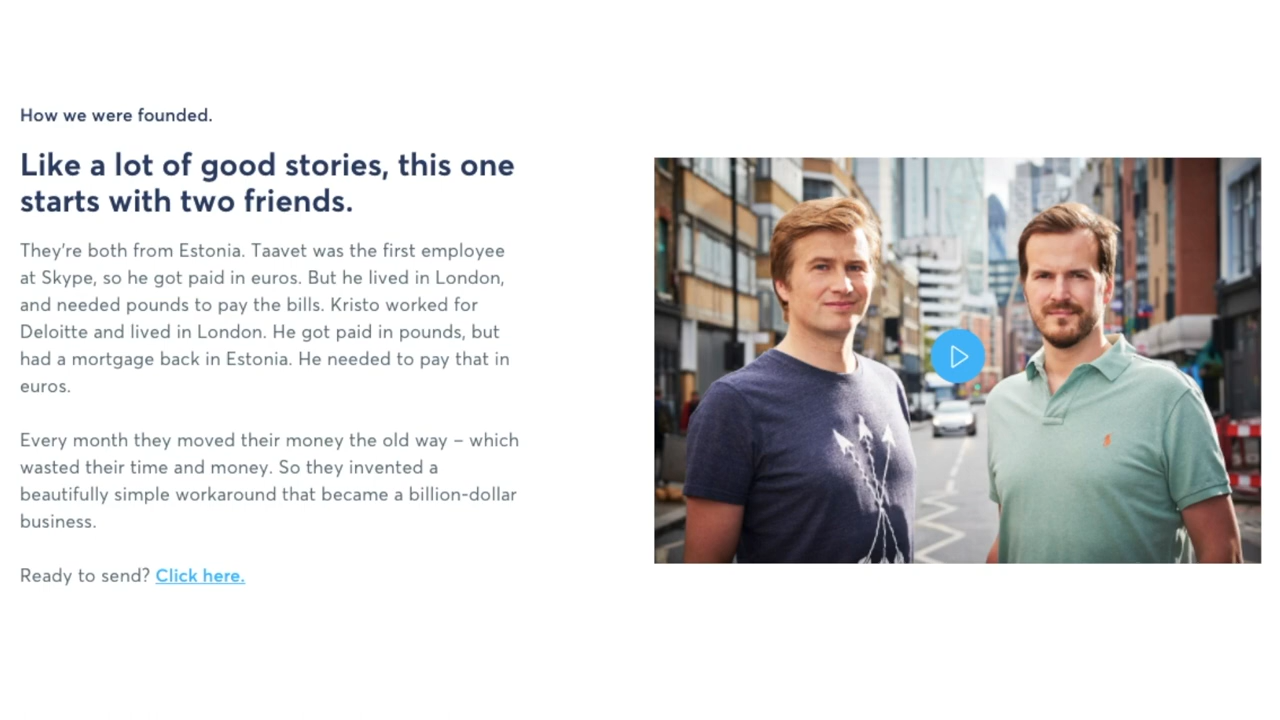 How we were founded.
Like a lot of good stories, this one
starts with two friends.
They’re both from Estonia. Taavet was the first employee
at Skype, so he got paid in euros. But he lived in London,
and needed pounds to pay the bills. Kristo worked for
Deloitte and lived in London. He got paid in pounds, but
had a mortgage back in Estonia. He needed to pay that in
euros.
Every month they moved their money the old way – which
wasted their time and money. So they invented a
beautifully simple workaround that became a billion-dollar
business.
Ready to send? Click here.